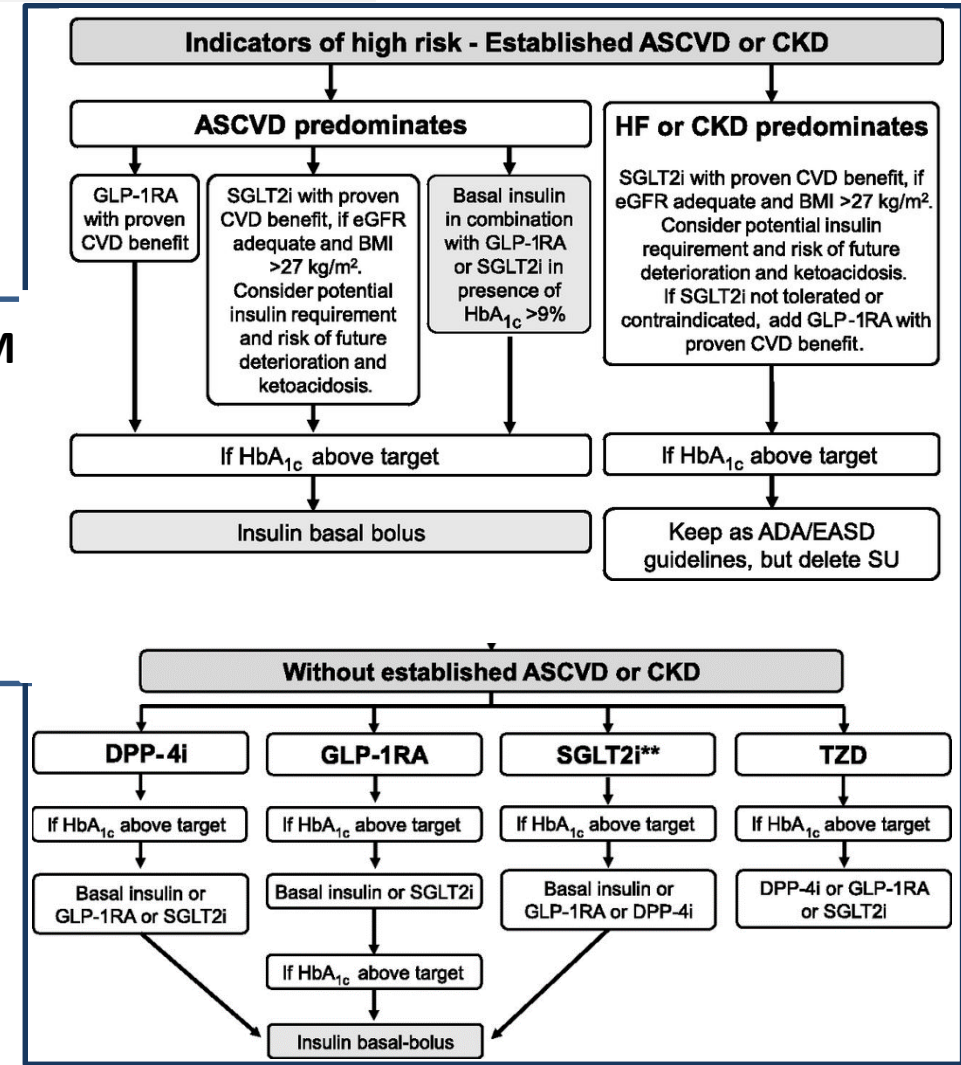 Indicators of high risk - Established ASCVD or CKD
ASCVD predominates
GLP-1RA
with proven
CVD benefit
SGLT2i with proven
CVD benefit, if eGFR
adequate and BMI
>27 kg/m².
Consider potential
insulin requirement
and risk of future
deterioration and
ketoacidosis.
Basal insulin
in combination
with GLP-1RA
or SGLT2i in
presence of
HbA1c >9%
If HbA1c above target
Insulin basal bolus
HF or CKD predominates
SGLT2i with proven CVD benefit, if
eGFR adequate and BMI >27 kg/m².
Consider potential insulin
requirement and risk of future
deterioration and ketoacidosis.
If SGLT2i not tolerated or
contraindicated, add GLP-1RA with
proven CVD benefit.
If HbA1c above target
Keep as ADA/EASD
guidelines, but delete SU
M
Without established ASCVD or CKD
DPP-4i
If HbA1c above target
Basal insulin or
GLP-1RA or SGLT2i
GLP-1RA
If HbA1c above target
Basal insulin or SGLT2i
If HbA1c above target
Insulin basal-bolus
SGLT2i**
If HbA1c above target
Basal insulin or
GLP-1RA or DPP-4i
TZD
If HbA1c above target
DPP-4i or GLP-1RA
or SGLT2i